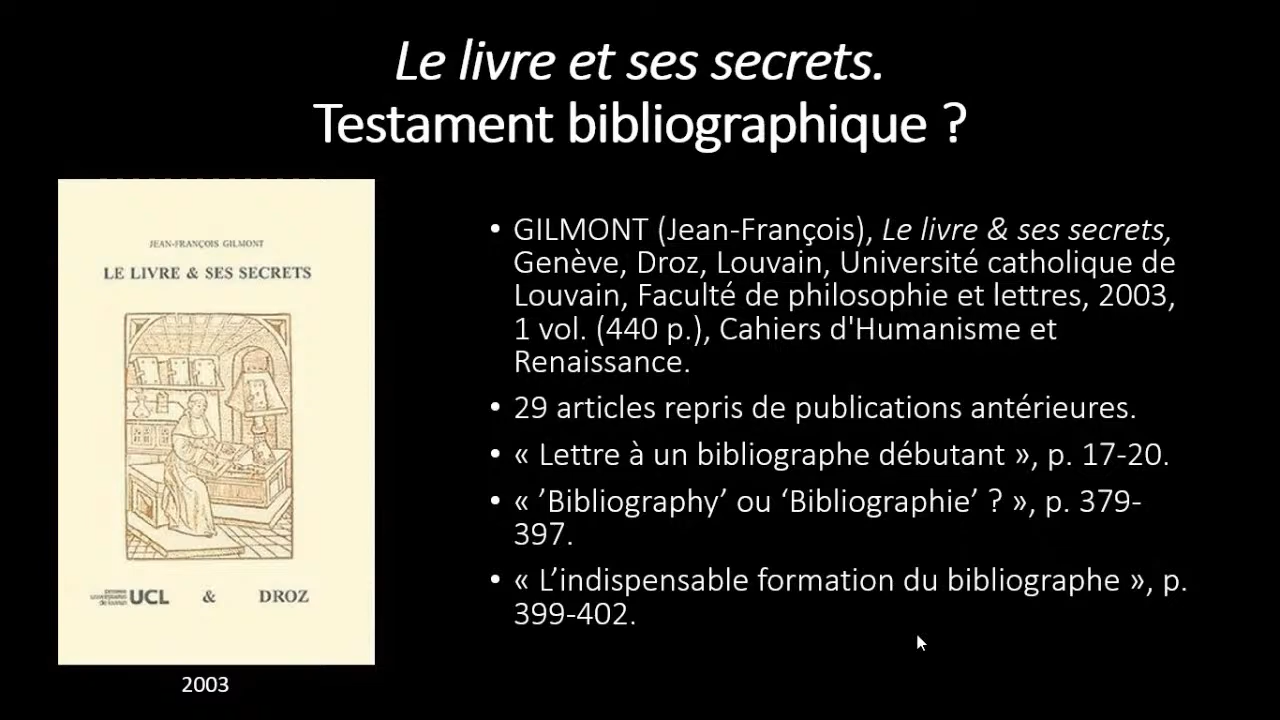 Le livre et ses secrets.
Testament bibliographique ?
JEAN-FRANÇOIS GILMONT
LE LIVRE & SES SECRETS
UCL & DROZ
2003
• GILMONT (Jean-François), Le livre & ses secrets,
Genève, Droz, Louvain, Université catholique de
Louvain, Faculté de philosophie et lettres, 2003,
1 vol. (440 p.), Cahiers d'Humanisme et
Renaissance.
• 29 articles repris de publications antérieures.
• « Lettre à un bibliographe débutant », p. 17-20.
• « ’Bibliography’ ou ‘Bibliographie’ ? », p. 379-
397.
• « L’indispensable formation du bibliographe », p.
399-402.